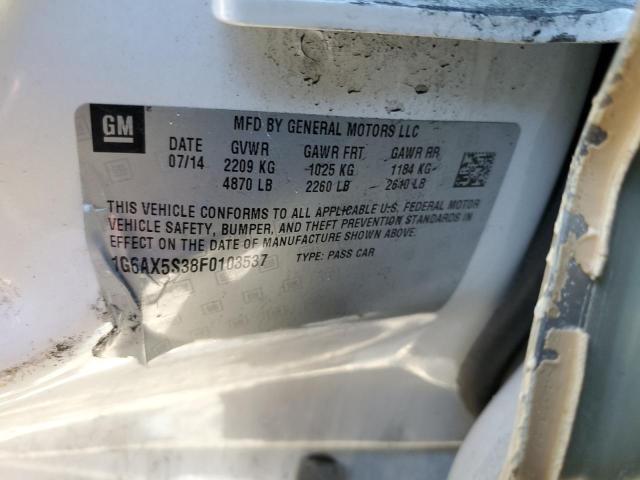 GM
MFD BY GENERAL MOTORS LLC
DATE GVWR GAWR FRT GAWR RR
07/14 2209 KG 1025 KG 1184 KG
4870 LB 2260 LB 2610 LB
THIS VEHICLE CONFORMS TO ALL APPLICABLE U.S. FEDERAL MOTOR
VEHICLE SAFETY, BUMPER, AND THEFT PREVENTION STANDARDS IN
EFFECT ON THE DATE OF MANUFACTURE SHOWN ABOVE.
1G6AX5S38F0103537 TYPE: PASS CAR